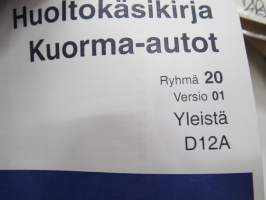 Huoltokäsikirja
Kuorma-autot
Ryhmä 20
Versio 01
Yleistä
D12A